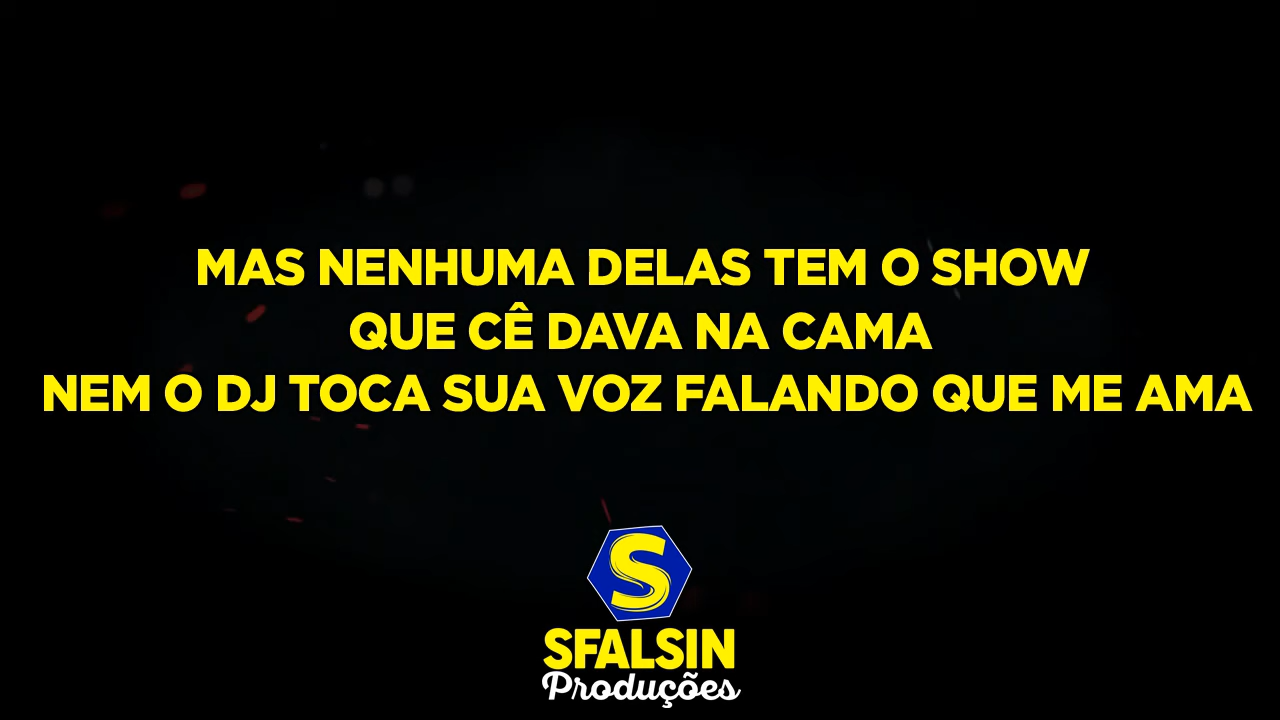 MAS NENHUMA DELAS TEM O SHOW
QUE CÊ DAVA NA CAMA
NEM O DJ TOCA SUA VOZ FALANDO QUE ME AMA
S
SFALSIN
Produções